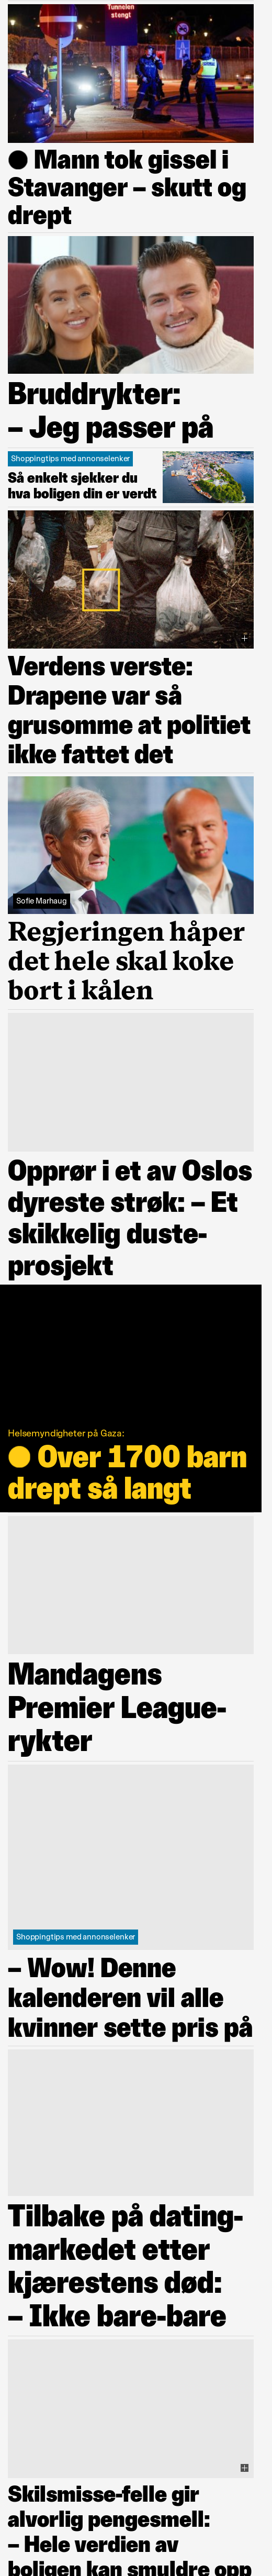 Tunnelen
stengt
Mann tok gissel i
Stavanger – skutt og
drept
Bruddrykter:
– Jeg passer på
Shoppingtips med annonselenker
Så enkelt sjekker du
hva boligen din er verdt
Verdens verste:
Drapene var så
grusomme at politiet
ikke fattet det
Sofie Marhaug
Regjeringen håper
det hele skal koke
bort i kålen
Opprør i et av Oslos
dyreste strøk: – Et
skikkelig duste-
prosjekt
Helsemyndigheter på Gaza:
Over 1700 barn
drept så langt
Mandagens
Premier League-
rykter
Shoppingtips med annonselenker
– Wow! Denne
kalenderen vil alle
kvinner sette pris på
Tilbake på dating-
markedet etter
kjærestens død:
– Ikke bare-bare
Skilsmisse-felle gir
alvorlig pengesmell:
– Hele verdien av
boligen kan smuldre opp